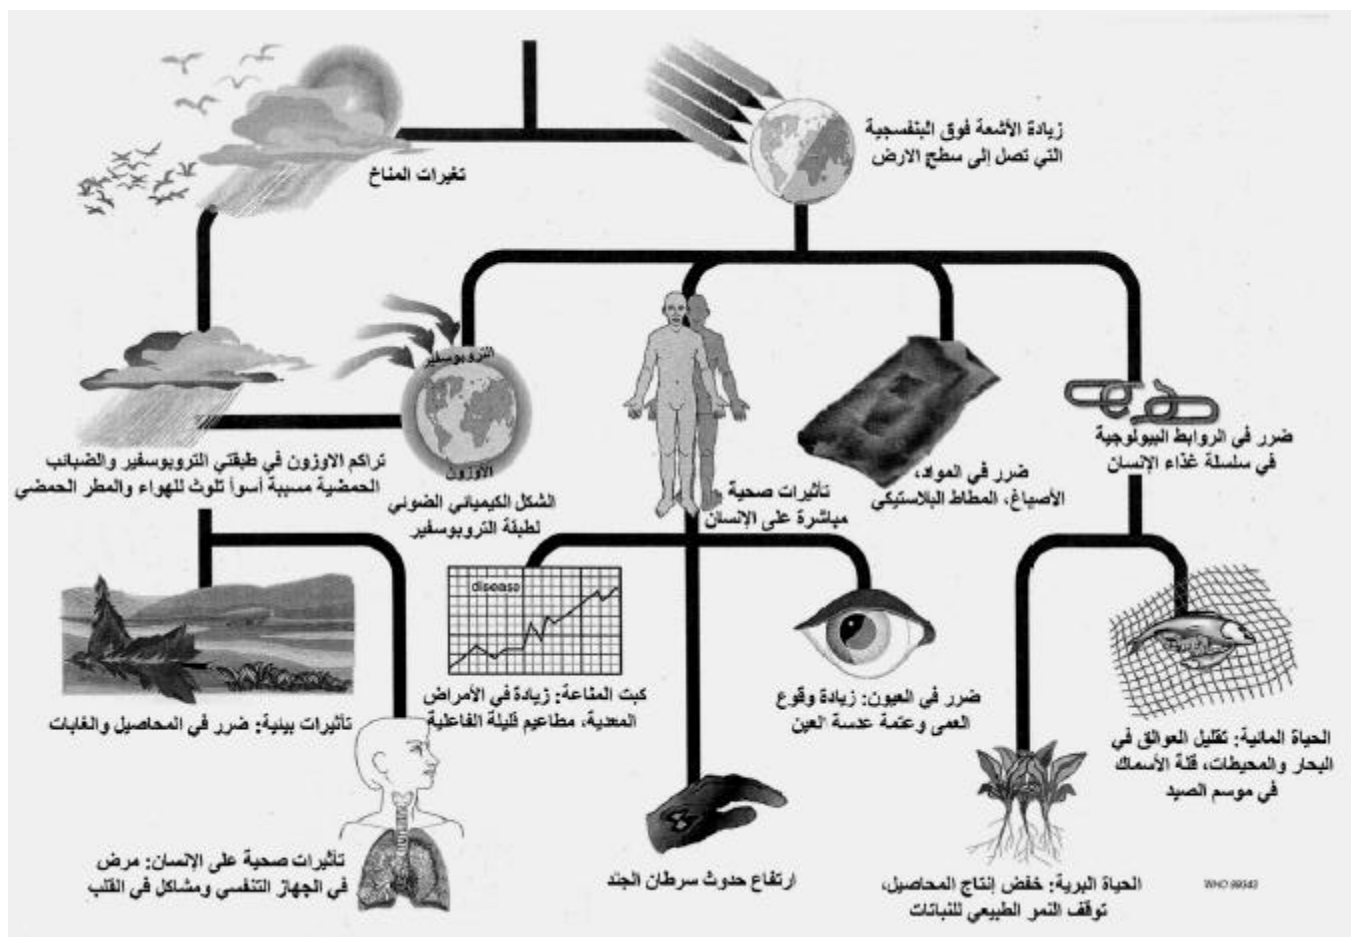 زيادة الأشعة فوق البنفسجية
التي تصل إلى سطح الارض
تغيرات المناخ
التروبوسفير
الاوزون
ضرر في الروابط البيولوجية
في سلسلة غذاء الإنسان
ضرر في المواد،
الأصباغ، المطاط البلاستيكي
تأثيرات صحية
مباشرة على الإنسان
الشكل الكيميائي الضوئي
لطبقة التروبوسفير
تراكم الاوزون في طبقتي التروبوسفير والضبائب
الحمضية مسببة أسوأ تلوث للهواء والمطر الحمضي
disease
الحياة المائية: تقليل العوالق في
البحار والمحيطات، قلة الأسماك
في موسم الصيد
ضرر في العيون: زيادة وقوع
العمى وعتمة عدسة العين
كبت المناعة: زيادة في الأمراض
المعدية، مطاعيم قليلة الفاعلية
تأثيرات بيئية: ضرر في المحاصيل والغابات
الحياة البرية: خفض إنتاج المحاصيل،
توقف النمر الطبيعي للنباتات
ارتفاع حدوث سرطان الجلد
تأثيرات صحية على الإنسان: مرض
في الجهاز التنفسي ومشاكل في القلب
WHO 89343